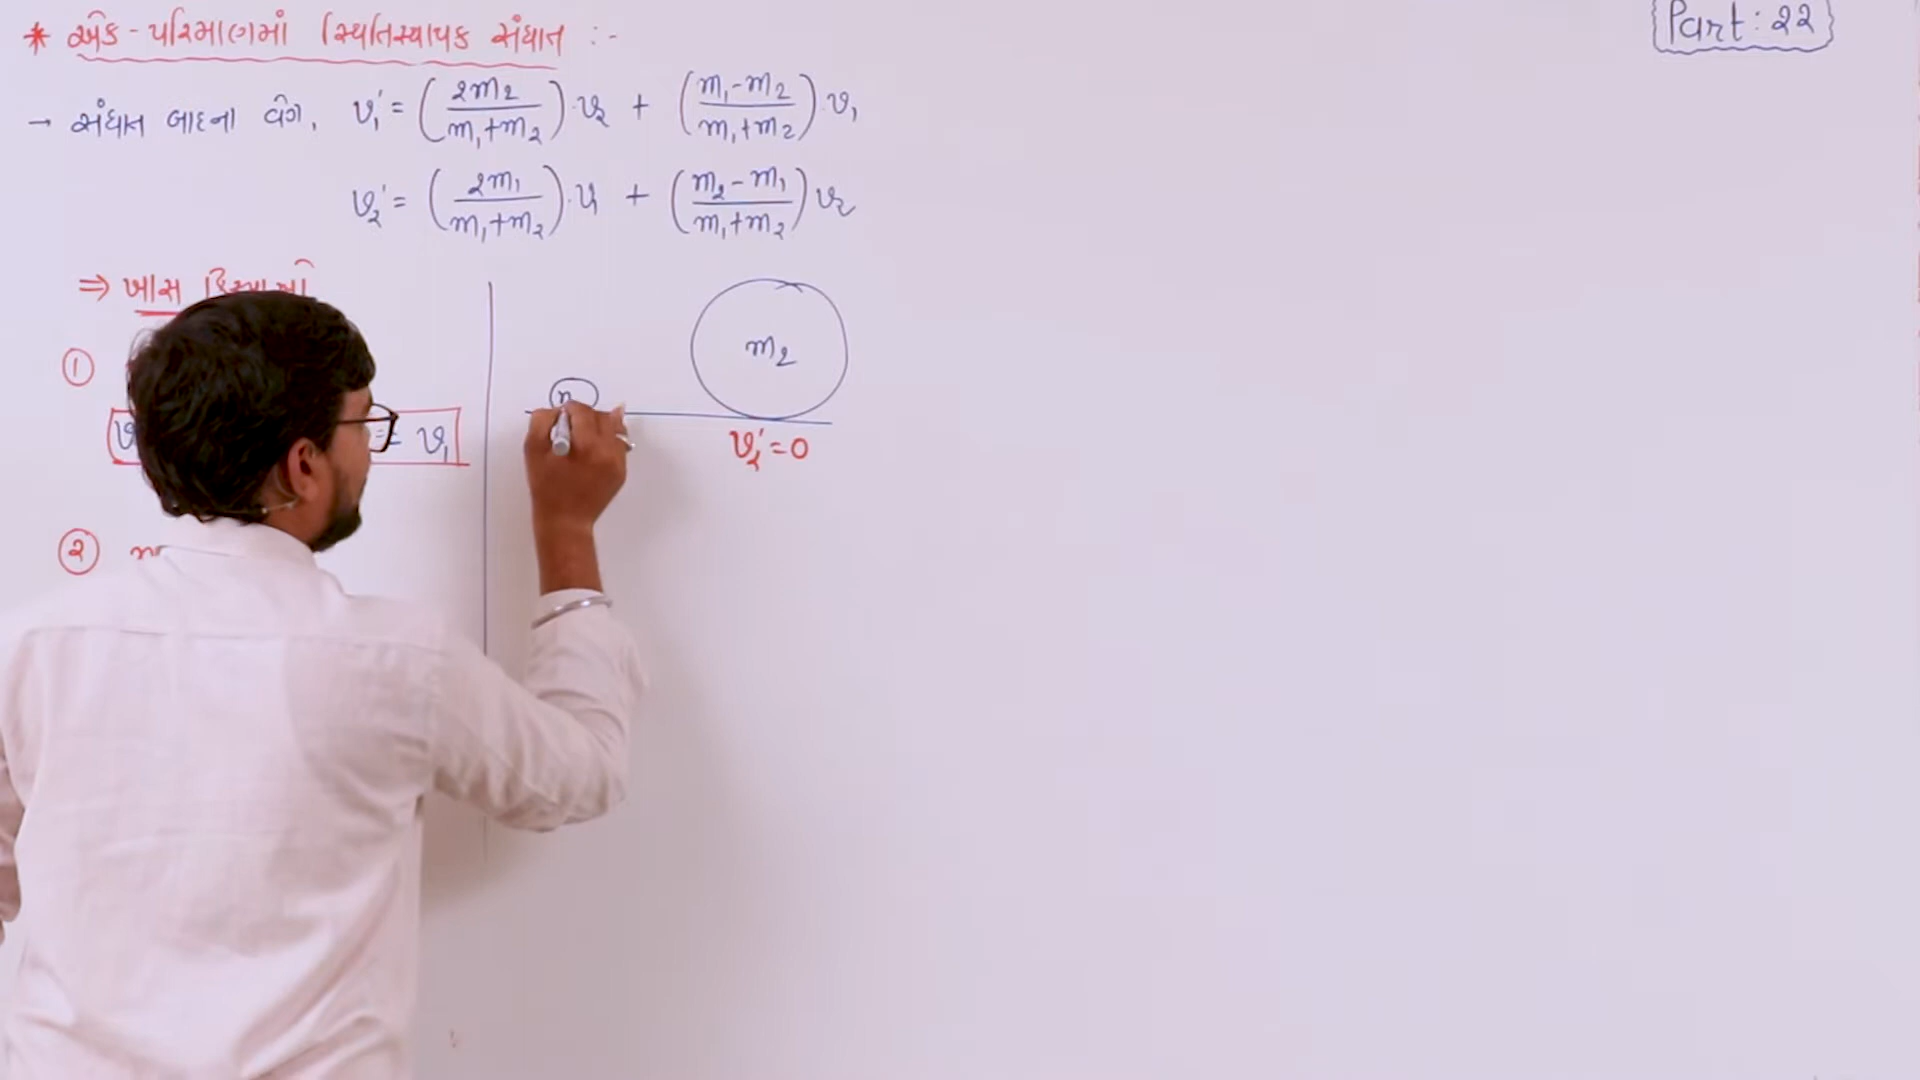 * એક-પરિમાણમાં સ્થિતિસ્થાપક સંઘાત :-
Part : ૨૨
→ સંઘાત બાદના વેગ, v₁' = (2m₂ / m₁+m₂) · v₂ + (m₁-m₂ / m₁+m₂) · v₁
v₂' = (2m₁ / m₁+m₂) · v₁ + (m₂-m₁ / m₁+m₂) v₂
⇒ ખાસ
①
= v₁
m₂
v₂' = 0
②